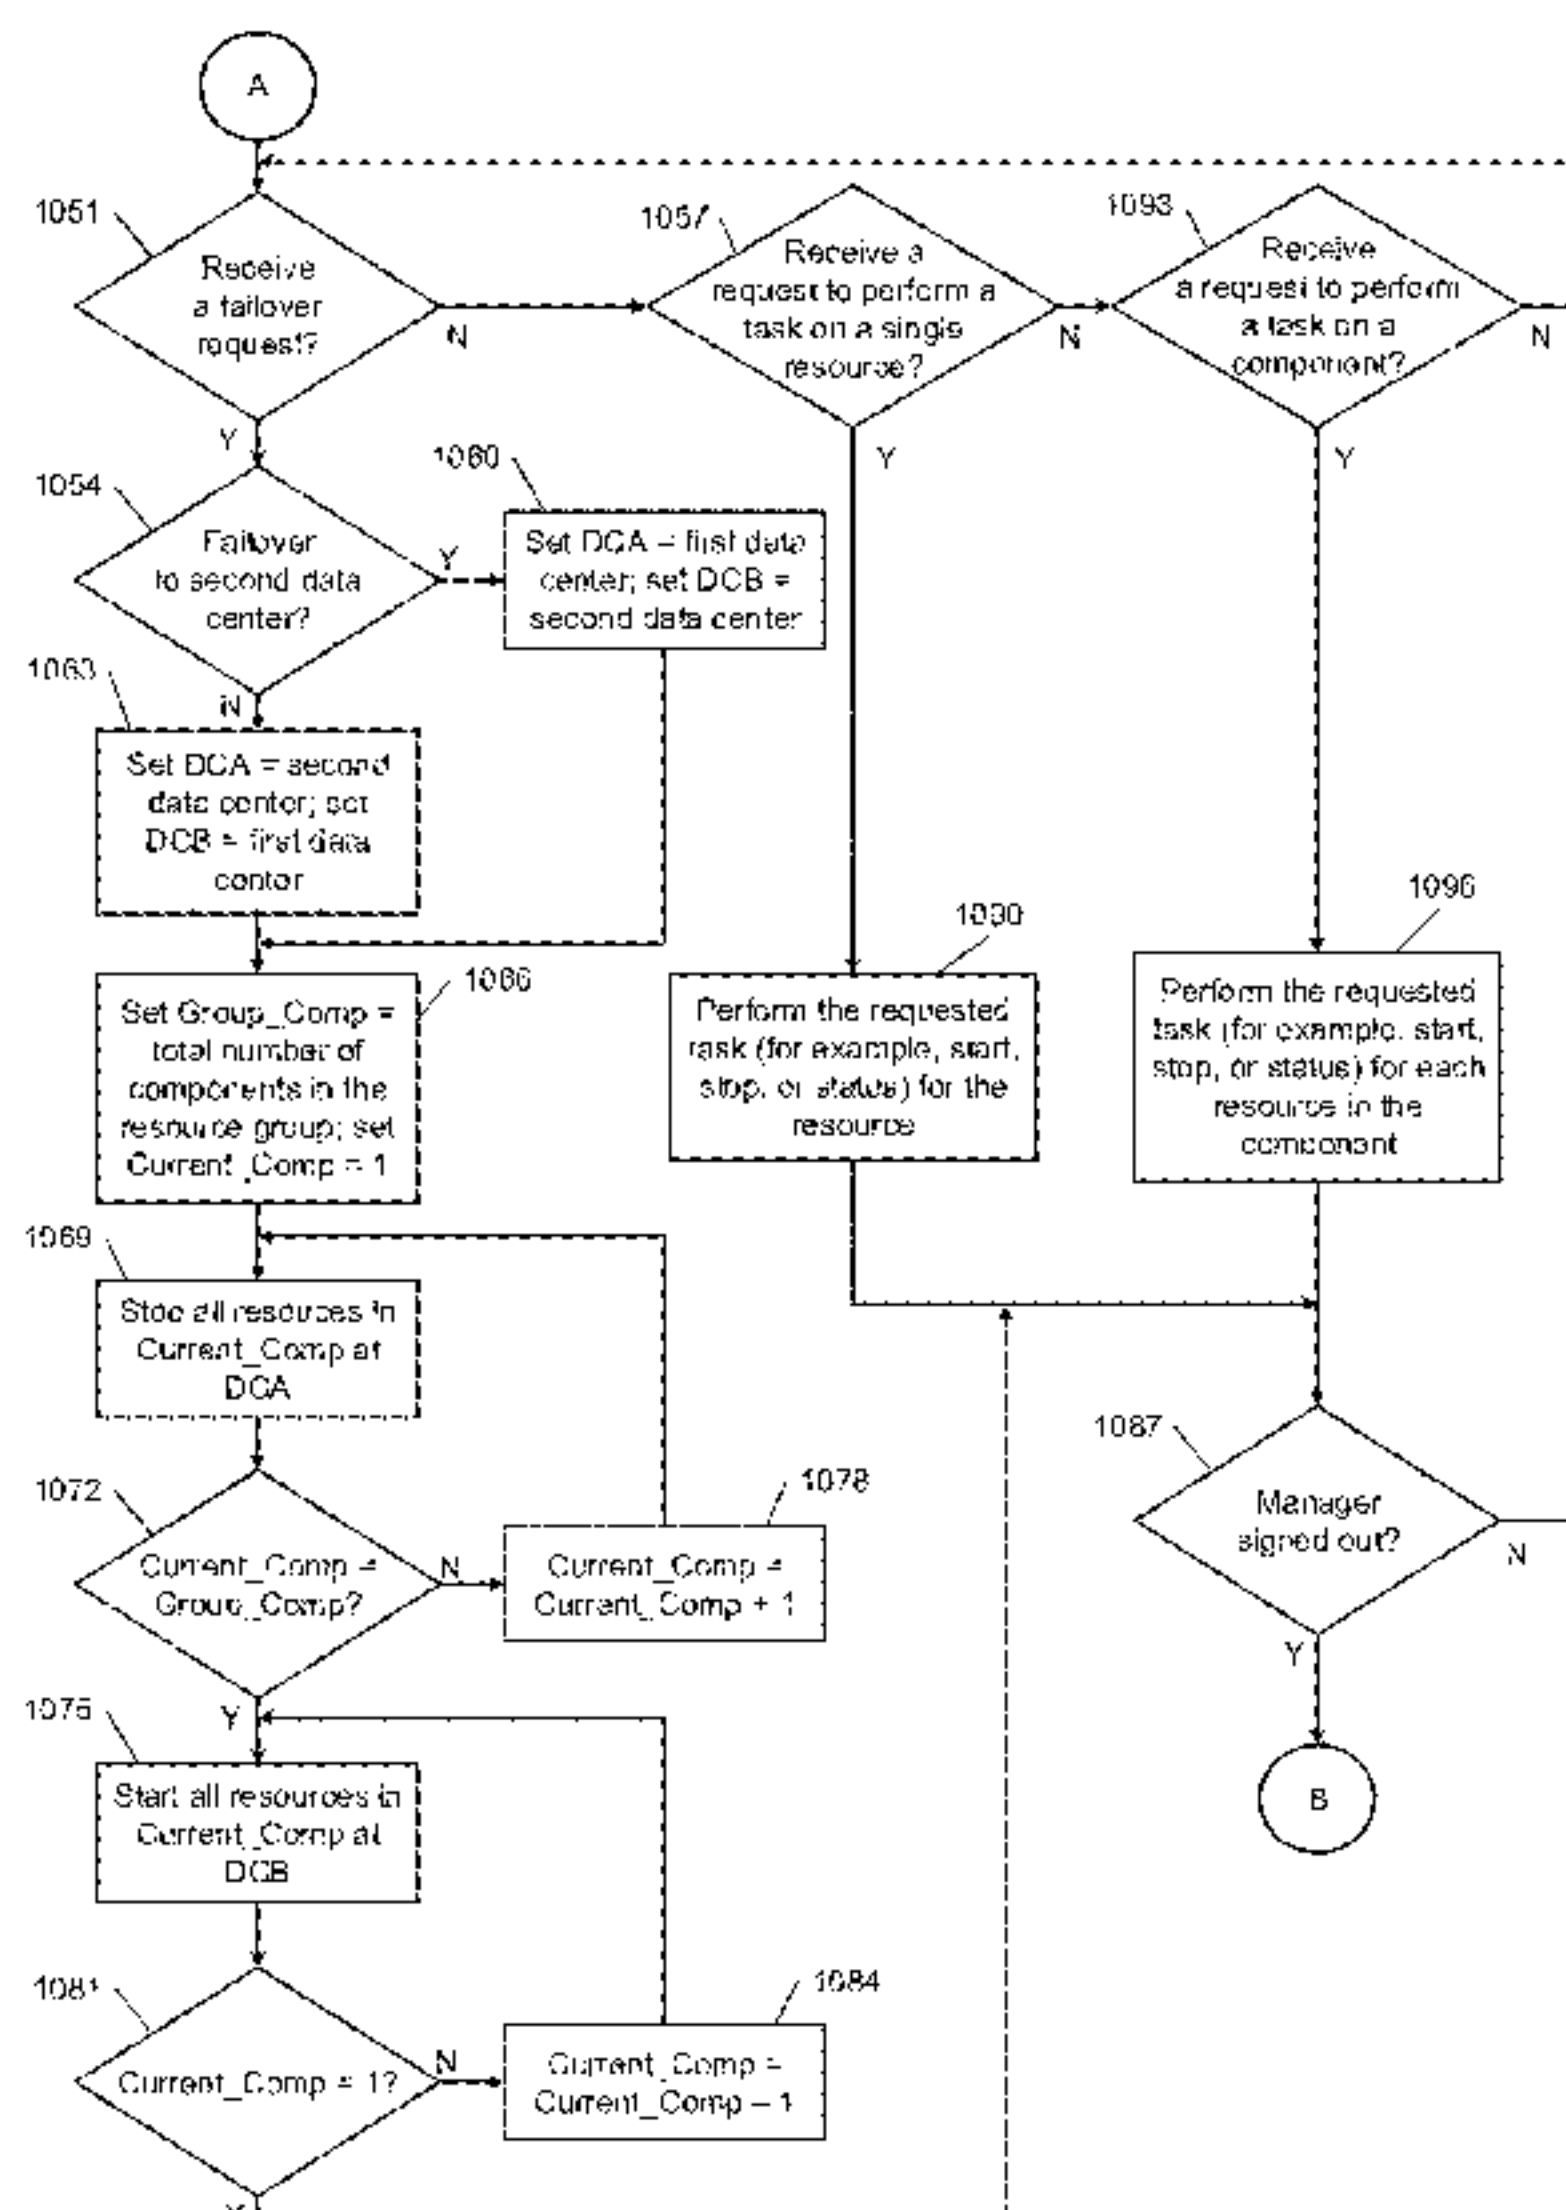 A
1051
Receive
a failover
request?
N
Y
1057
Receive a
request to perform a
task on a single
resource?
N
Y
1093
Receive
a request to perform
a task on a
component?
N
Y
1054
Failover
to second data
center?
Y
N
1060
Set DCA = first data
center; set DCB =
second data center
1063
Set DCA = second
data center; set
DCB = first data
center
1066
Set Group_Comp =
total number of
components in the
resource group; set
Current_Comp = 1
1090
Perform the requested
task (for example, start,
stop, or status) for the
resource
1096
Perform the requested
task (for example, start,
stop, or status) for each
resource in the
component
1069
Stop all resources in
Current_Comp at
DCA
1072
Current_Comp =
Group_Comp?
N
Y
1078
Current_Comp =
Current_Comp + 1
1087
Manager
signed out?
N
Y
B
1075
Start all resources in
Current_Comp at
DCB
1081
Current_Comp = 1?
N
Y
1084
Current_Comp =
Current_Comp – 1